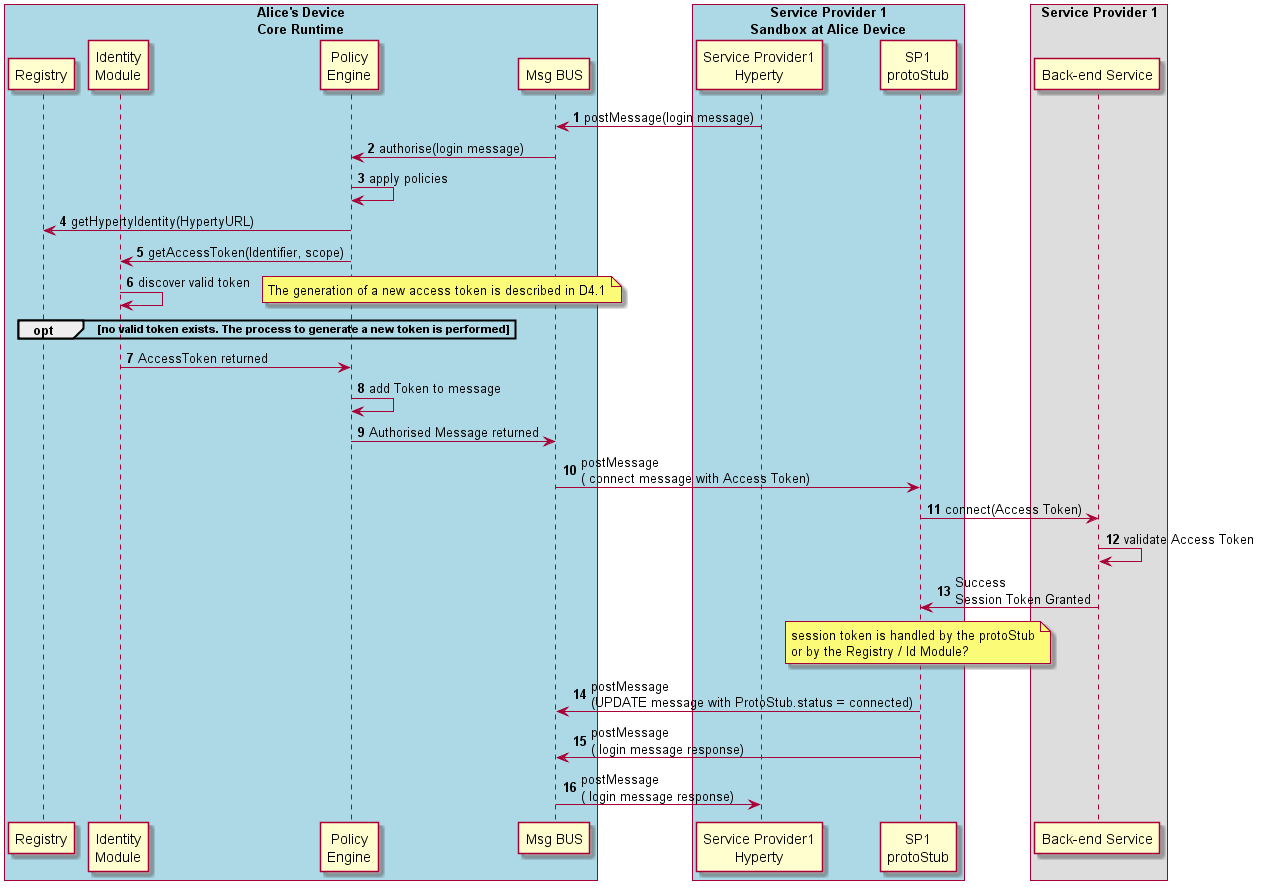 Alice's Device
Core Runtime
Service Provider 1
Sandbox at Alice Device
Service Provider 1
Registry
Identity
Module
Policy
Engine
Msg BUS
Service Provider1
Hyperty
SP1
protoStub
Back-end Service
1 postMessage(login message)
2 authorise(login message)
3 apply policies
4 getHypertyIdentity(HypertyURL)
5 getAccessToken(Identifier, scope)
6 discover valid token
The generation of a new access token is described in D4.1
opt [no valid token exists. The process to generate a new token is performed]
7 AccessToken returned
8 add Token to message
9 Authorised Message returned
10 postMessage
( connect message with Access Token)
11 connect(Access Token)
12 validate Access Token
13 Success
Session Token Granted
session token is handled by the protoStub
or by the Registry / Id Module?
14 postMessage
(UPDATE message with ProtoStub.status = connected)
15 postMessage
( login message response)
16 postMessage
( login message response)
Registry
Identity
Module
Policy
Engine
Msg BUS
Service Provider1
Hyperty
SP1
protoStub
Back-end Service